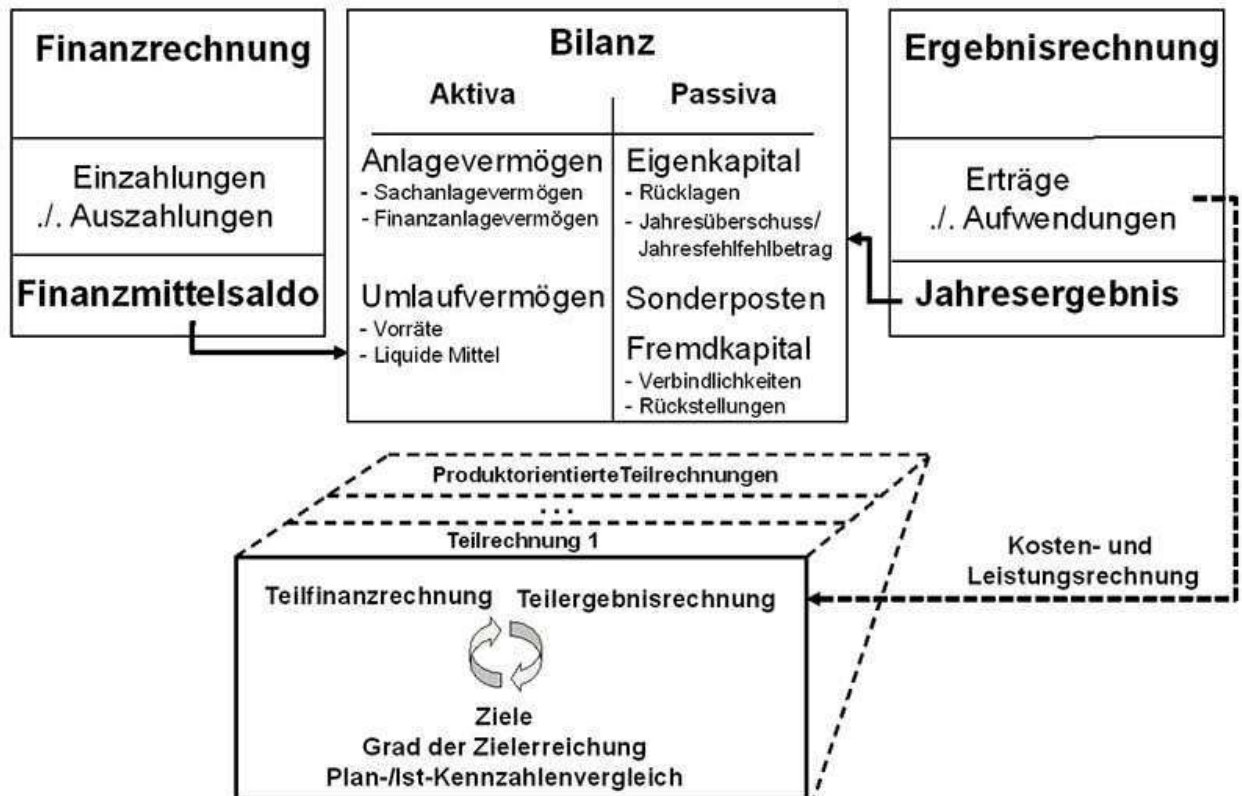 Finanzrechnung
Einzahlungen
./. Auszahlungen
Finanzmittelsaldo
Bilanz
Aktiva
Passiva
Anlagevermögen
- Sachanlagevermögen
- Finanzanlagevermögen
Umlaufvermögen
- Vorräte
- Liquide Mittel
Eigenkapital
- Rücklagen
- Jahresüberschuss/
Jahresfehlfehlbetrag
Sonderposten
Fremdkapital
- Verbindlichkeiten
- Rückstellungen
Ergebnisrechnung
Erträge
./. Aufwendungen
Jahresergebnis
ProduktorientierteTeilrechnungen
...
Teilrechnung 1
Kosten- und
Leistungsrechnung
Teilfinanzrechnung
Teilergebnisrechnung
Ziele
Grad der Zielerreichung
Plan-/Ist-Kennzahlenvergleich